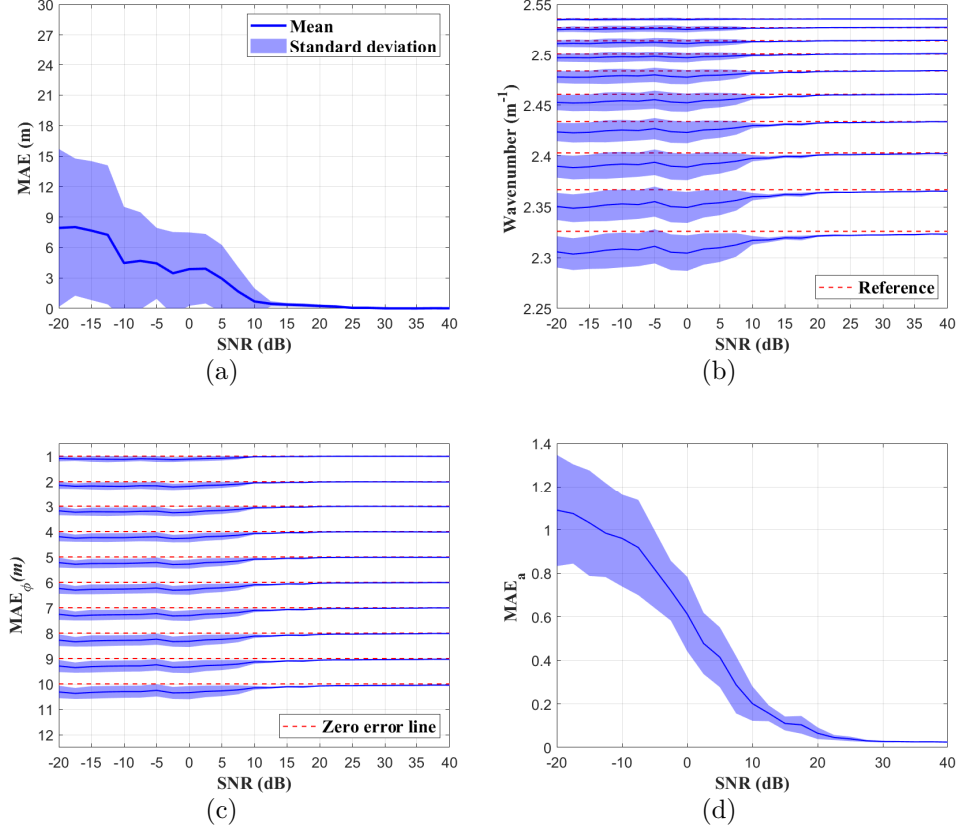 30
27
24
21
18
15
12
9
6
3
0
MAE (m)
Mean
Standard deviation
-20 -15 -10 -5 0 5 10 15 20 25 30 35 40
SNR (dB)
(a)
2.55
2.5
2.45
2.4
2.35
2.3
2.25
Wavenumber (m⁻¹)
Reference
-20 -15 -10 -5 0 5 10 15 20 25 30 35 40
SNR (dB)
(b)
1
2
3
4
5
6
7
8
9
10
11
12
MAE_ϕ(m)
Zero error line
-20 -15 -10 -5 0 5 10 15 20 25 30 35 40
SNR (dB)
(c)
1.4
1.2
1
0.8
0.6
0.4
0.2
0
MAE_a
-20 -10 0 10 20 30 40
SNR (dB)
(d)